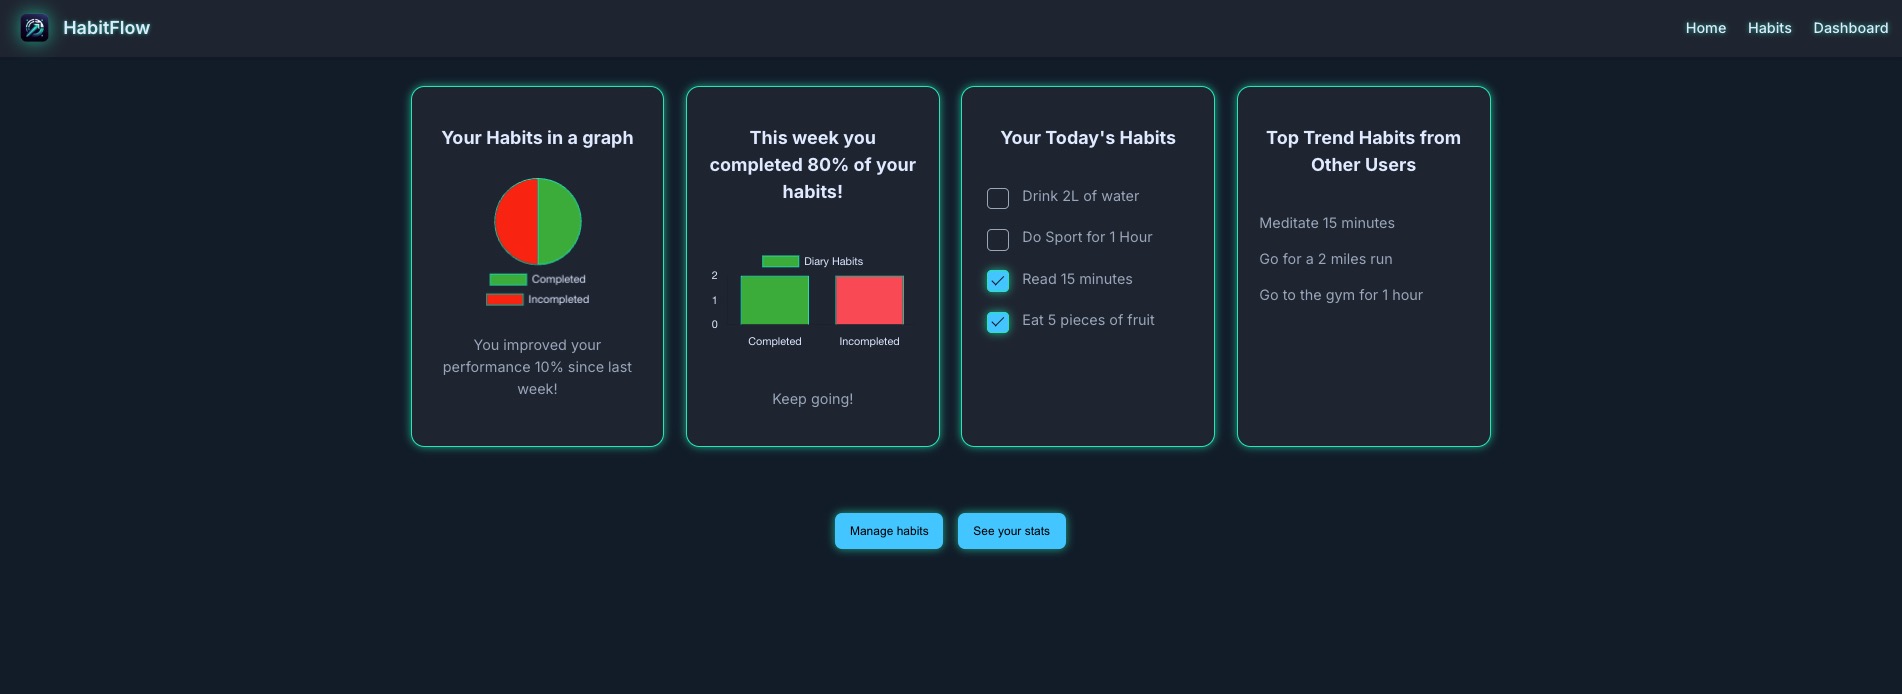 HabitFlow
Home
Habits
Dashboard
Your Habits in a graph
Completed
Incompleted
You improved your
performance 10% since last
week!
This week you
completed 80% of your
habits!
Diary Habits
2
1
0
Completed
Incompleted
Keep going!
Your Today's Habits
Drink 2L of water
Do Sport for 1 Hour
Read 15 minutes
Eat 5 pieces of fruit
Top Trend Habits from
Other Users
Meditate 15 minutes
Go for a 2 miles run
Go to the gym for 1 hour
Manage habits
See your stats